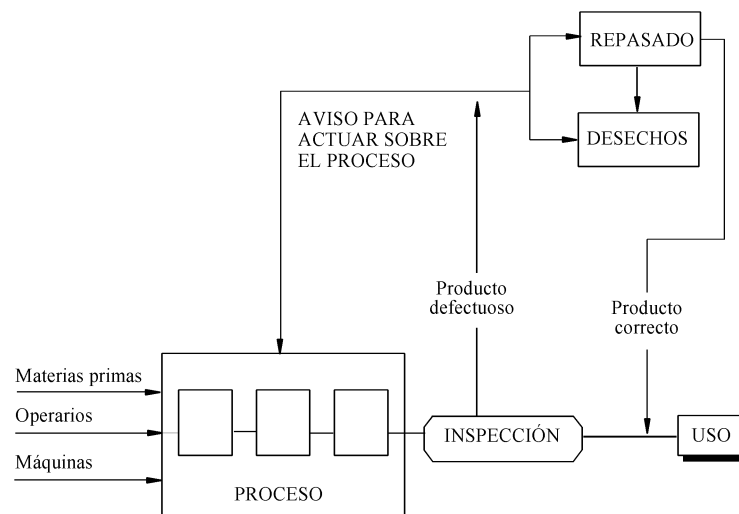 REPASADO
AVISO PARA
ACTUAR SOBRE
EL PROCESO
DESECHOS
Producto
defectuoso
Producto
correcto
Materias primas
Operarios
Máquinas
INSPECCIÓN
USO
PROCESO